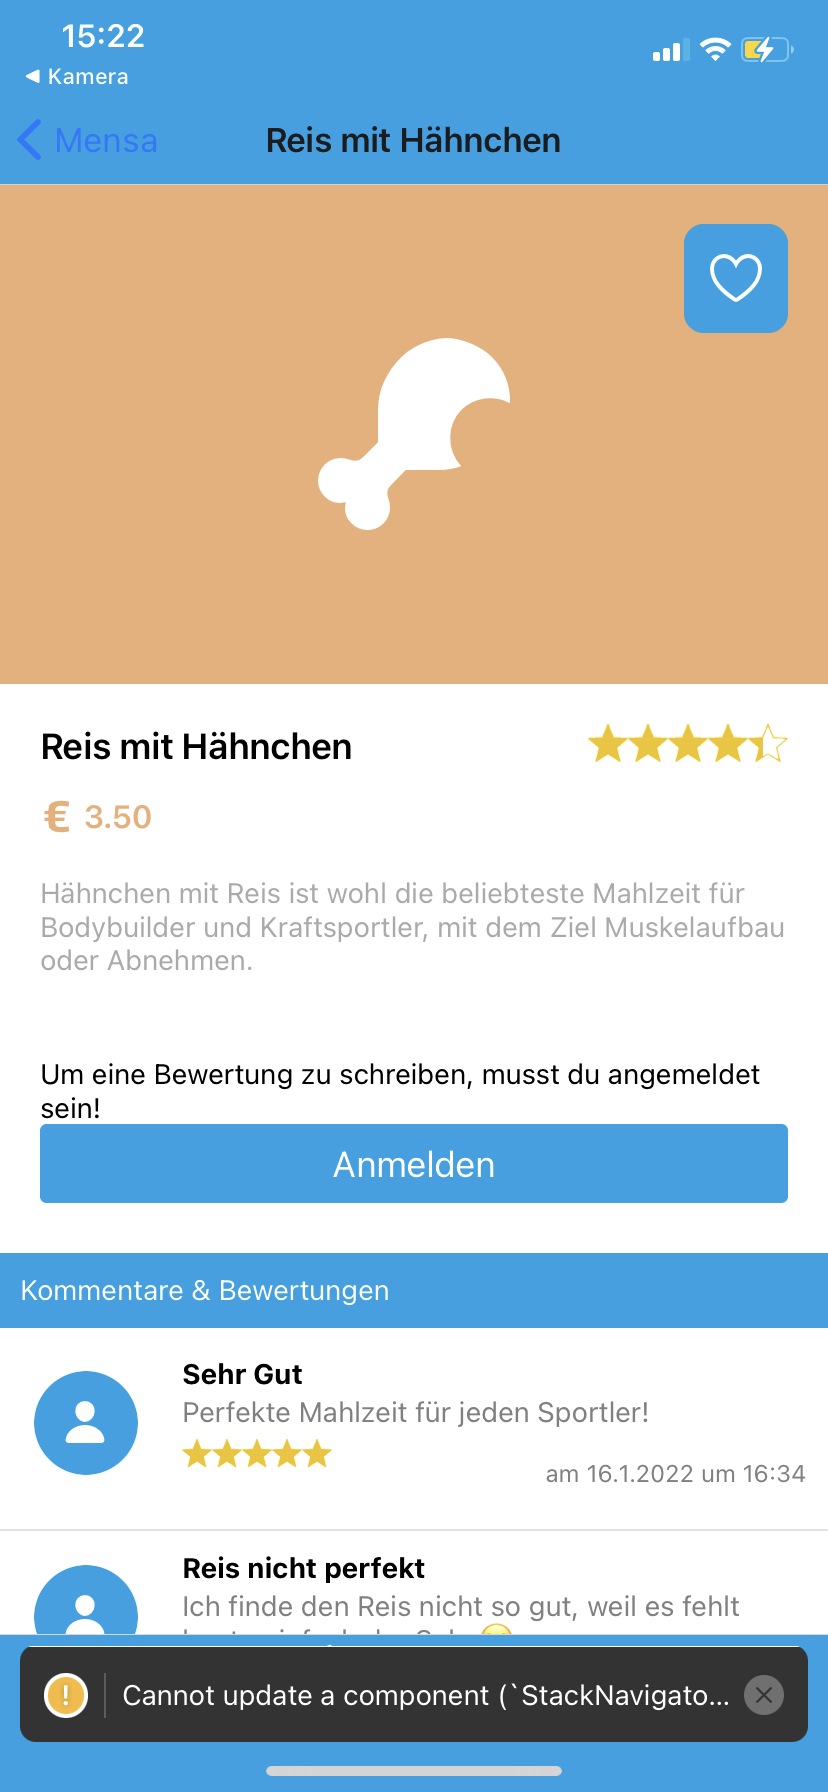 15:22
◀ Kamera
Mensa
Reis mit Hähnchen
Reis mit Hähnchen
€ 3.50
Hähnchen mit Reis ist wohl die beliebteste Mahlzeit für
Bodybuilder und Kraftsportler, mit dem Ziel Muskelaufbau
oder Abnehmen.
Um eine Bewertung zu schreiben, musst du angemeldet
sein!
Anmelden
Kommentare & Bewertungen
Sehr Gut
Perfekte Mahlzeit für jeden Sportler!
am 16.1.2022 um 16:34
Reis nicht perfekt
Ich finde den Reis nicht so gut, weil es fehlt
Cannot update a component (`StackNavigato...